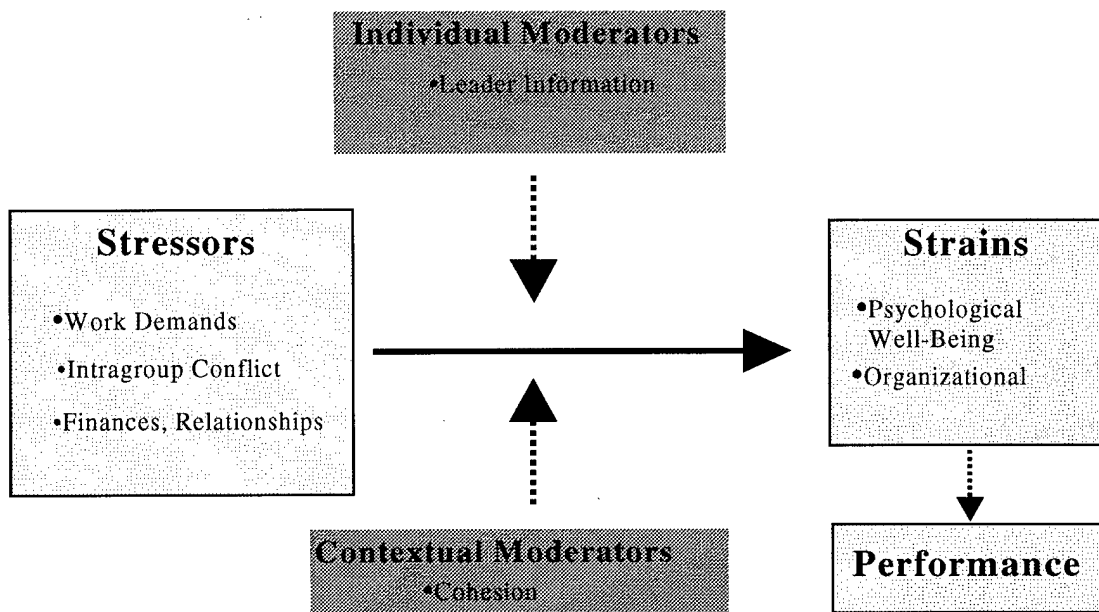 Individual Moderators
•Leader Information
Stressors
•Work Demands
•Intragroup Conflict
•Finances, Relationships
Strains
•Psychological
Well-Being
•Organizational
Contextual Moderators
•Cohesion
Performance